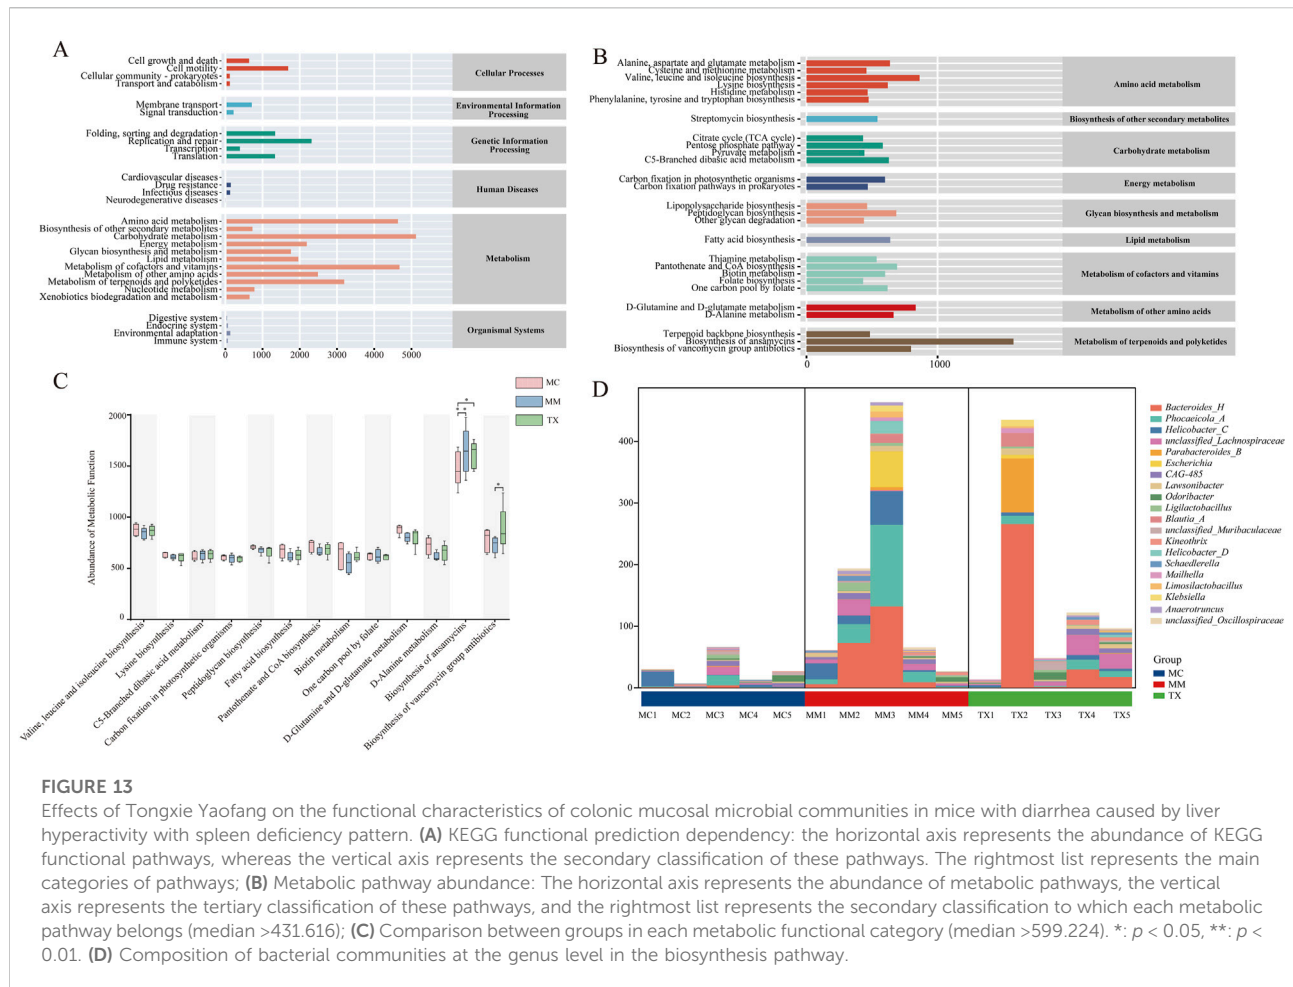 A
Cell growth and death
Cell motility
Cellular community - prokaryotes
Transport and catabolism
Cellular Processes
Membrane transport
Signal transduction
Environmental Information
Processing
Folding, sorting and degradation
Replication and repair
Transcription
Translation
Genetic Information
Processing
Cardiovascular diseases
Drug resistance
Infectious diseases
Neurodegenerative diseases
Human Diseases
Amino acid metabolism
Biosynthesis of other secondary metabolites
Carbohydrate metabolism
Energy metabolism
Glycan biosynthesis and metabolism
Lipid metabolism
Metabolism of cofactors and vitamins
Metabolism of other amino acids
Metabolism of terpenoids and polyketides
Nucleotide metabolism
Xenobiotics biodegradation and metabolism
Metabolism
Digestive system
Endocrine system
Environmental adaptation
Immune system
Organismal Systems
0 1000 2000 3000 4000 5000
B
Alanine, aspartate and glutamate metabolism
Cysteine and methionine metabolism
Valine, leucine and isoleucine biosynthesis
Lysine biosynthesis
Histidine metabolism
Phenylalanine, tyrosine and tryptophan biosynthesis
Amino acid metabolism
Streptomycin biosynthesis
Biosynthesis of other secondary metebolites
Citrate cycle (TCA cycle)
Pentose phosphate pathway
Pyruvate metabolism
C5-Branched dibasic acid metabolism
Carbohydrate metabolism
Carbon fixation in photosynthetic organisms
Carbon fixation pathways in prokaryotes
Energy metabolism
Lipopolysaccharide biosynthesis
Peptidoglycan biosynthesis
Other glycan degradation
Glycan biosynthesis and metabolism
Fatty acid biosynthesis
Lipid metabolism
Thiamine metabolism
Pantothenate and CoA biosynthesis
Biotin metabolism
Folate biosynthesis
One carbon pool by folate
Metabolism of cofactors and vitamins
D-Glutamine and D-glutamate metabolism
D-Alanine metabolism
Metabolism of other amino acids
Terpenoid backbone biosynthesis
Biosynthesis of ansamycins
Biosynthesis of vancomycin group antibiotics
Metabolism of terpenoids and polyketides
0 1000
C
MC
MM
TX
Abundance of Metabolic Function
2000
1500
1000
500
0
*
* *
*
Valine, leucine and isoleucine biosynthesis
Lysine biosynthesis
C5-Branched dibasic acid metabolism
Carbon fixation in photosynthetic organisms
Peptidoglycan biosynthesis
Fatty acid biosynthesis
Pantothenate and CoA biosynthesis
Biotin metabolism
One carbon pool by folate
D-Glutamine and D-glutamate metabolism
D-Alanine metabolism
Biosynthesis of ansamycins
Biosynthesis of vancomycin group antibiotics
D
400
300
200
100
0
MC1 MC2 MC3 MC4 MC5 MM1 MM2 MM3 MM4 MM5 TX1 TX2 TX3 TX4 TX5
Bacteroides_H
Phocaeicola_A
Helicobacter_C
unclassified_Lachnospiraceae
Parabacteroides_B
Escherichia
CAG-485
Lawsonibacter
Odoribacter
Ligilactobacillus
Blautia_A
unclassified_Muribaculaceae
Kineothrix
Helicobacter_D
Schaedlerella
Mailhella
Limosilactobacillus
Klebsiella
Anaerotruncus
unclassified_Oscillospiraceae
Group
MC
MM
TX
FIGURE 13
Effects of Tongxie Yaofang on the functional characteristics of colonic mucosal microbial communities in mice with diarrhea caused by liver
hyperactivity with spleen deficiency pattern. (A) KEGG functional prediction dependency: the horizontal axis represents the abundance of KEGG
functional pathways, whereas the vertical axis represents the secondary classification of these pathways. The rightmost list represents the main
categories of pathways; (B) Metabolic pathway abundance: The horizontal axis represents the abundance of metabolic pathways, the vertical
axis represents the tertiary classification of these pathways, and the rightmost list represents the secondary classification to which each metabolic
pathway belongs (median >431.616); (C) Comparison between groups in each metabolic functional category (median >599.224). *: p < 0.05, **: p <
0.01. (D) Composition of bacterial communities at the genus level in the biosynthesis pathway.